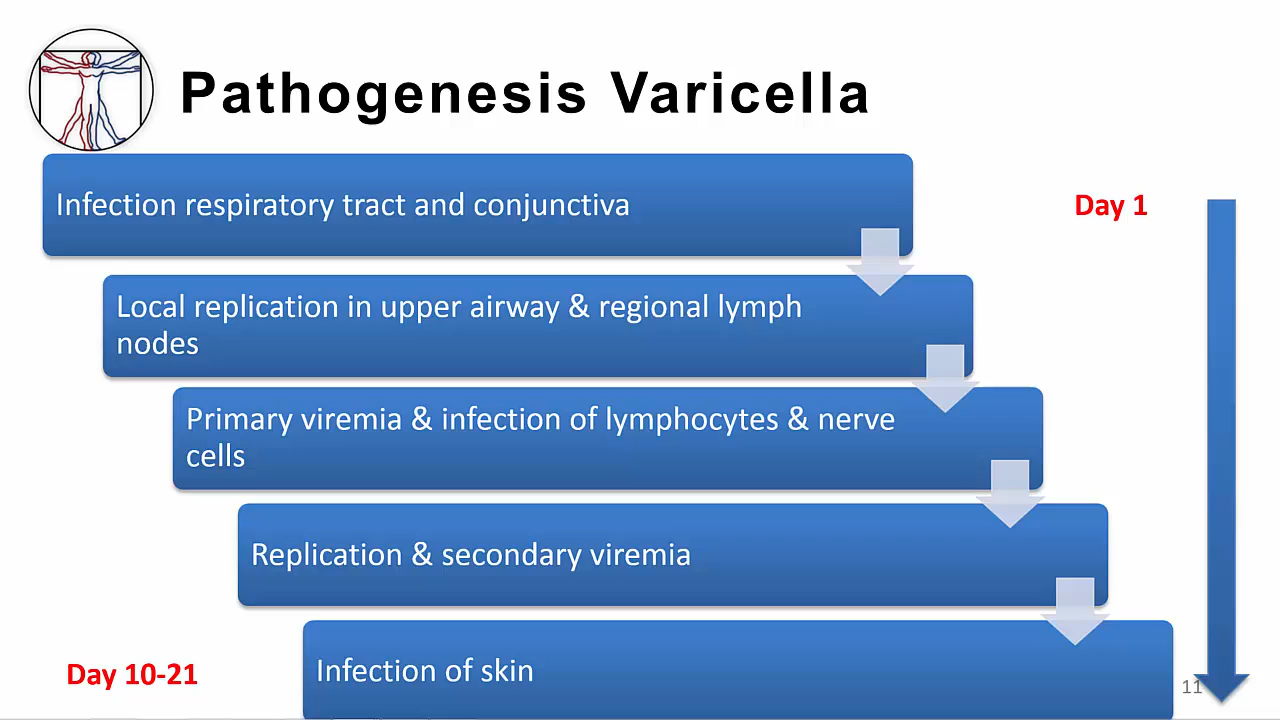 Pathogenesis Varicella
Infection respiratory tract and conjunctiva
Day 1
Local replication in upper airway & regional lymph
nodes
Primary viremia & infection of lymphocytes & nerve
cells
Replication & secondary viremia
Day 10-21
Infection of skin
11